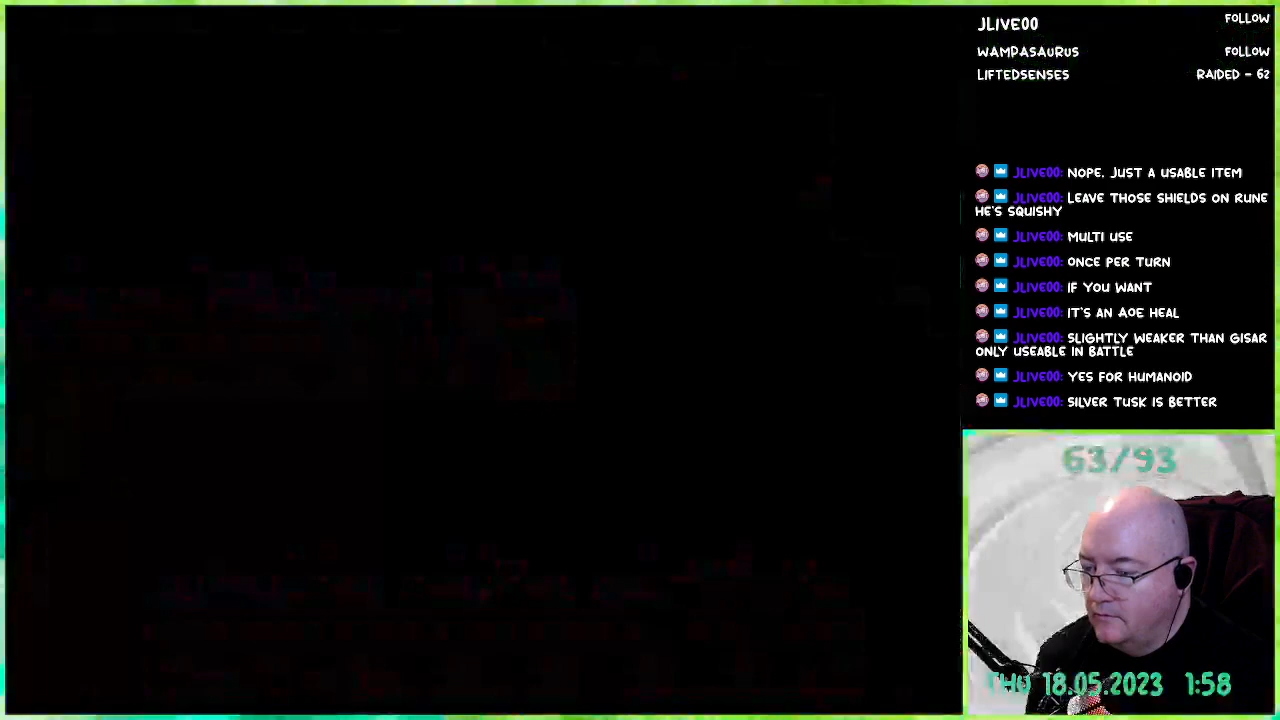 JLIVE00 FOLLOW
WAMPASAURUS FOLLOW
LIFTEDSENSES RAIDED - 62
JLIVE00: NOPE. JUST A USABLE ITEM
JLIVE00: LEAVE THOSE SHIELDS ON RUNE
HE'S SQUISHY
JLIVE00: MULTI USE
JLIVE00: ONCE PER TURN
JLIVE00: IF YOU WANT
JLIVE00: IT'S AN AOE HEAL
JLIVE00: SLIGHTLY WEAKER THAN GISAR
ONLY USEABLE IN BATTLE
JLIVE00: YES FOR HUMANOID
JLIVE00: SILVER TUSK IS BETTER
63/93
THU 18.05.2023 1:58